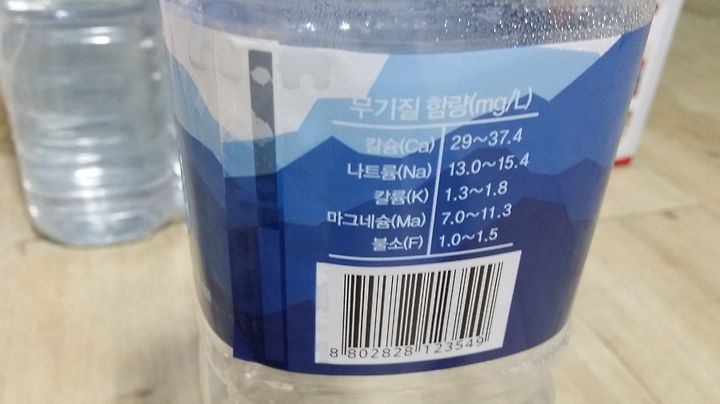 무기질 함량(mg/L)
칼슘(Ca) 29~37.4
나트륨(Na) 13.0~15.4
칼륨(K) 1.3~1.8
마그네슘(Ma) 7.0~11.3
불소(F) 1.0~1.5
8 802828 123549